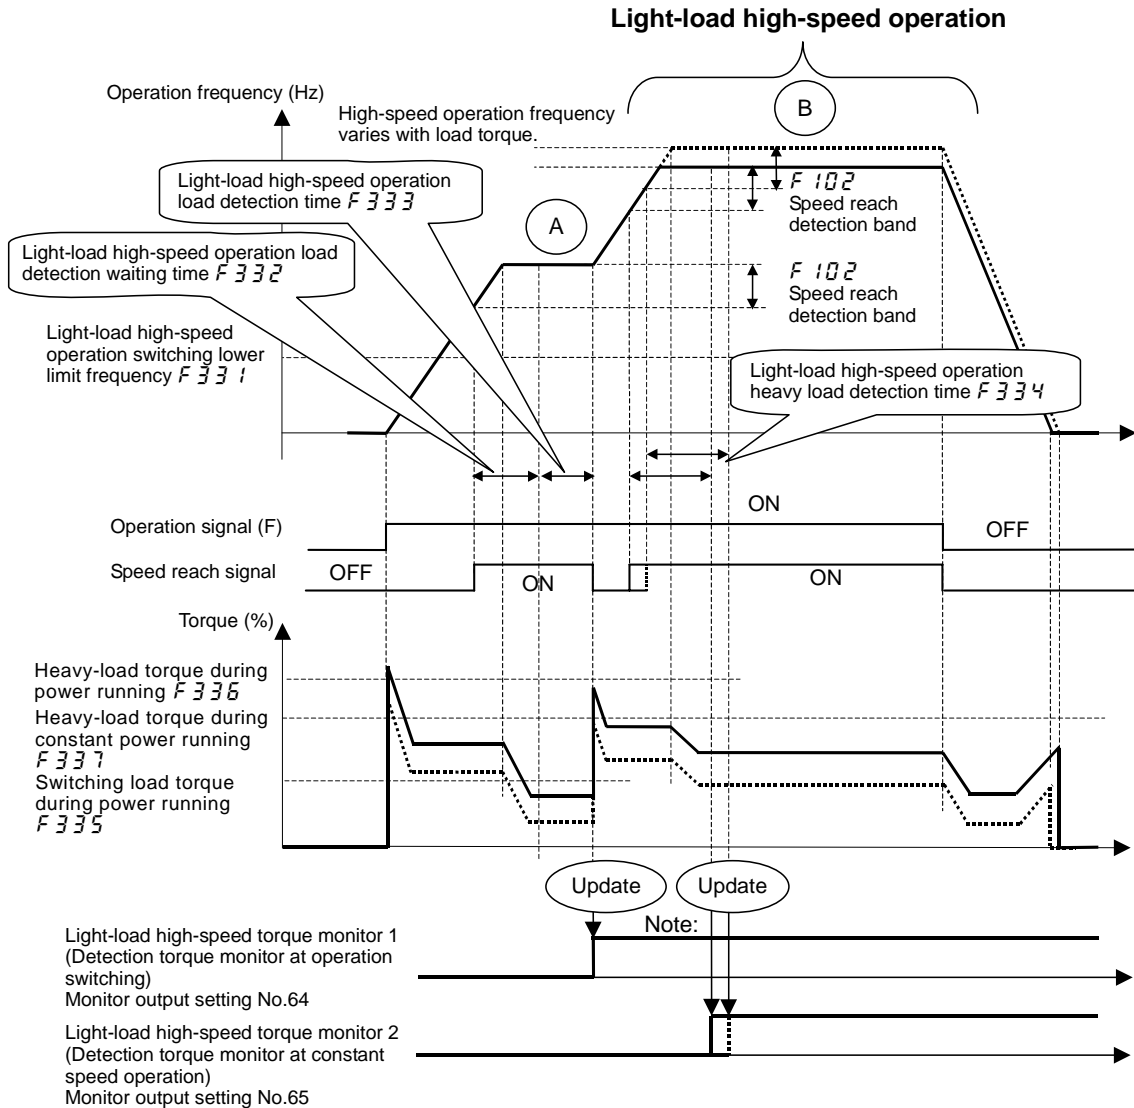 Light-load high-speed operation
Operation frequency (Hz)
High-speed operation frequency
varies with load torque.
B
Light-load high-speed operation
load detection time F333
A
F102
Speed reach
detection band
Light-load high-speed operation load
detection waiting time F332
F102
Speed reach
detection band
Light-load high-speed
operation switching lower
limit frequency F331
Light-load high-speed operation
heavy load detection time F334
ON
Operation signal (F)
OFF
Speed reach signal
OFF
ON
ON
Torque (%)
Heavy-load torque during
power running F336
Heavy-load torque during
constant power running
F337
Switching load torque
during power running
F335
Update
Update
Note:
Light-load high-speed torque monitor 1
(Detection torque monitor at operation
switching)
Monitor output setting No.64
Light-load high-speed torque monitor 2
(Detection torque monitor at constant
speed operation)
Monitor output setting No.65